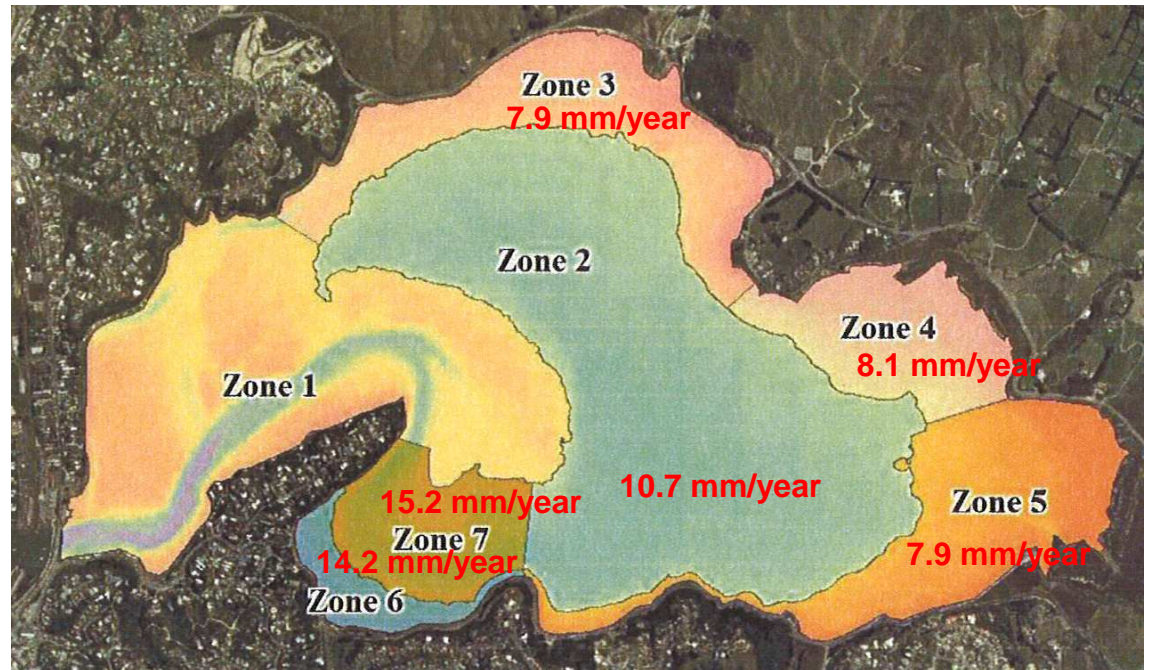 Zone 3
7.9 mm/year
Zone 2
Zone 4
8.1 mm/year
Zone 1
10.7 mm/year
15.2 mm/year
Zone 5
Zone 7
7.9 mm/year
14.2 mm/year
Zone 6